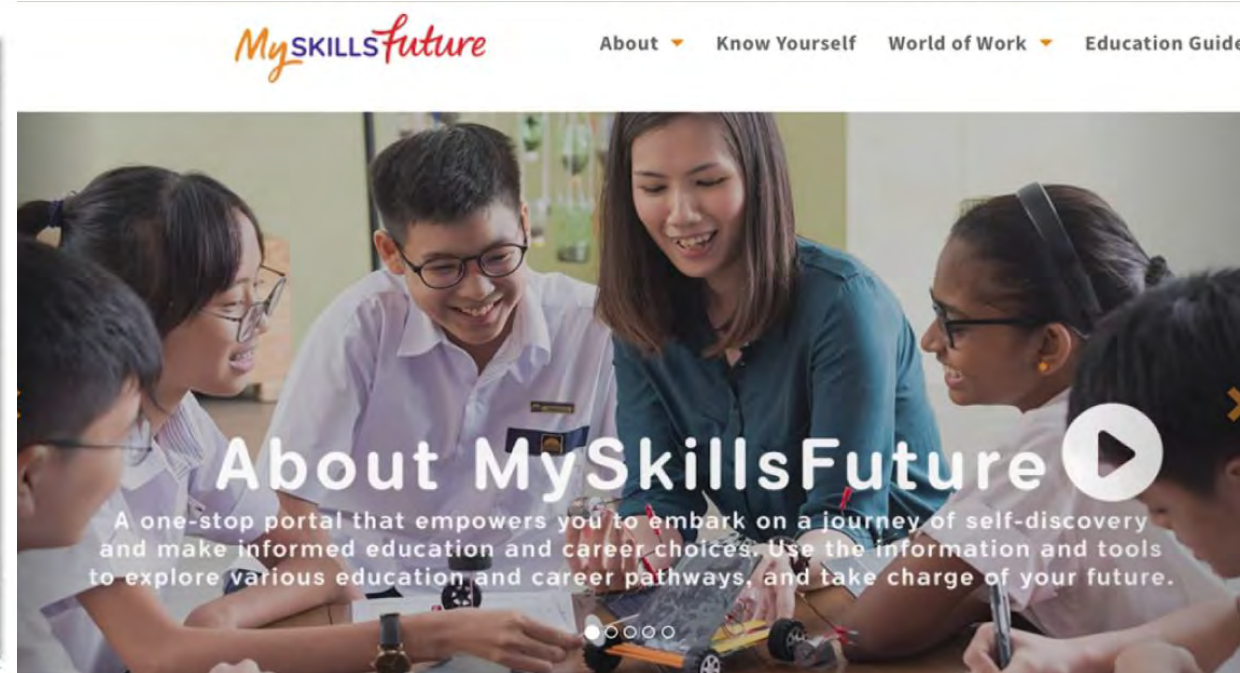 MySKILLSfuture
About Know Yourself World of Work Education Guide
About MySkillsFuture
A one-stop portal that empowers you to embark on a journey of self-discovery
and make informed education and career choices. Use the information and tools
to explore various education and career pathways, and take charge of your future.